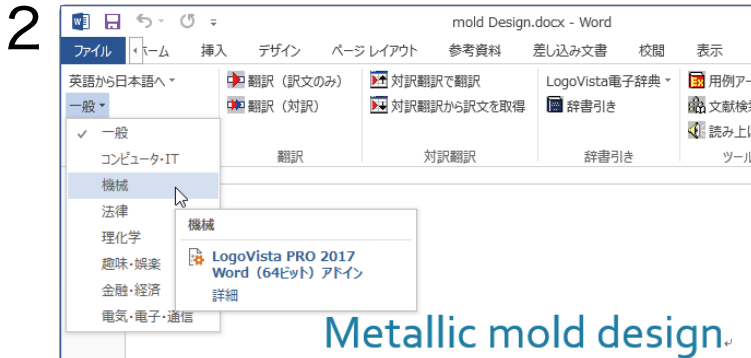 2
mold Design.docx - Word
ファイル ーム 挿入 デザイン ページ レイアウト 参考資料 差し込み文書 校閲 表示
英語から日本語へ 翻訳（訳文のみ） 対訳翻訳で翻訳 LogoVista電子辞典 用例ア
一般 翻訳（対訳） 対訳翻訳から訳文を取得 辞書引き 文献検
読み上
翻訳 対訳翻訳 辞書引き ツール
一般
コンピュータ・IT
機械
法律
理化学
趣味・娯楽
金融・経済
電気・電子・通信
機械
LogoVista PRO 2017
Word（64ビット）アドイン
詳細
Metallic mold design